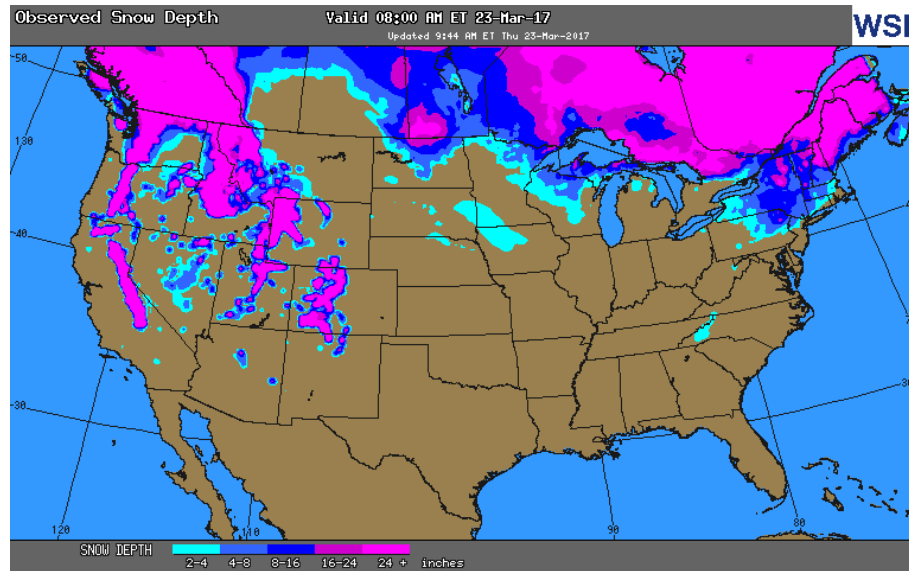 Observed Snow Depth
Valid 08:00 AM ET 23-Mar-17
Updated 9:44 AM ET Thu 23-Mar-2017
WSI
50
130
40
30
120
110
90
80
30
SNOW DEPTH
2-4 4-8 8-16 16-24 24 + inches